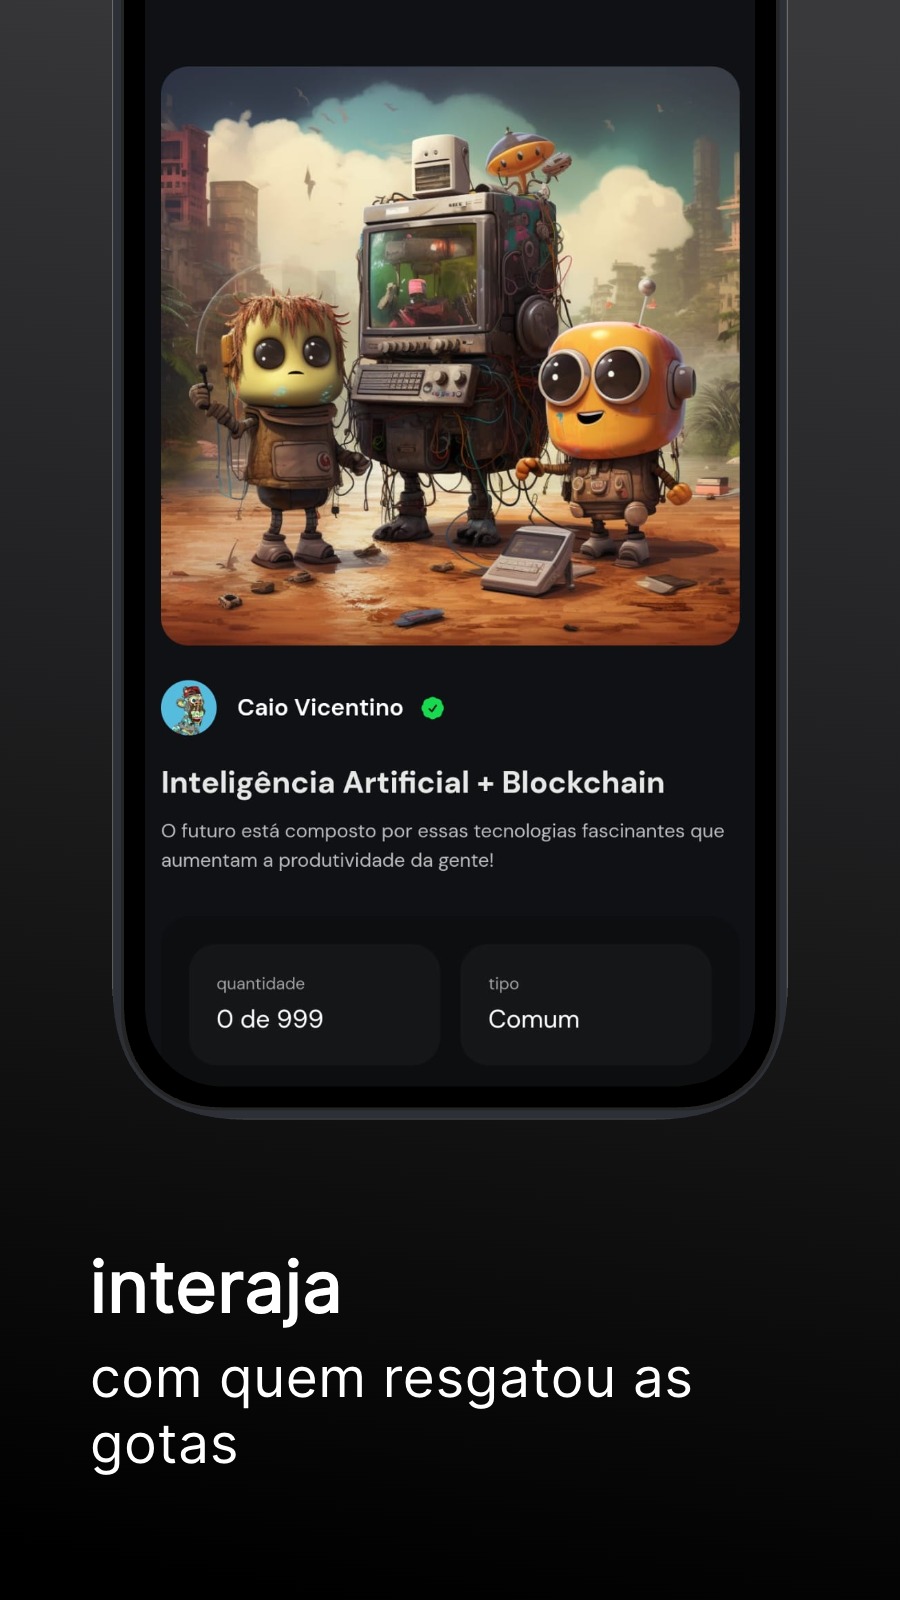 Caio Vicentino
Inteligência Artificial + Blockchain
O futuro está composto por essas tecnologias fascinantes que
aumentam a produtividade da gente!
quantidade
tipo
0 de 999
Comum
interaja
com quem resgatou as
gotas